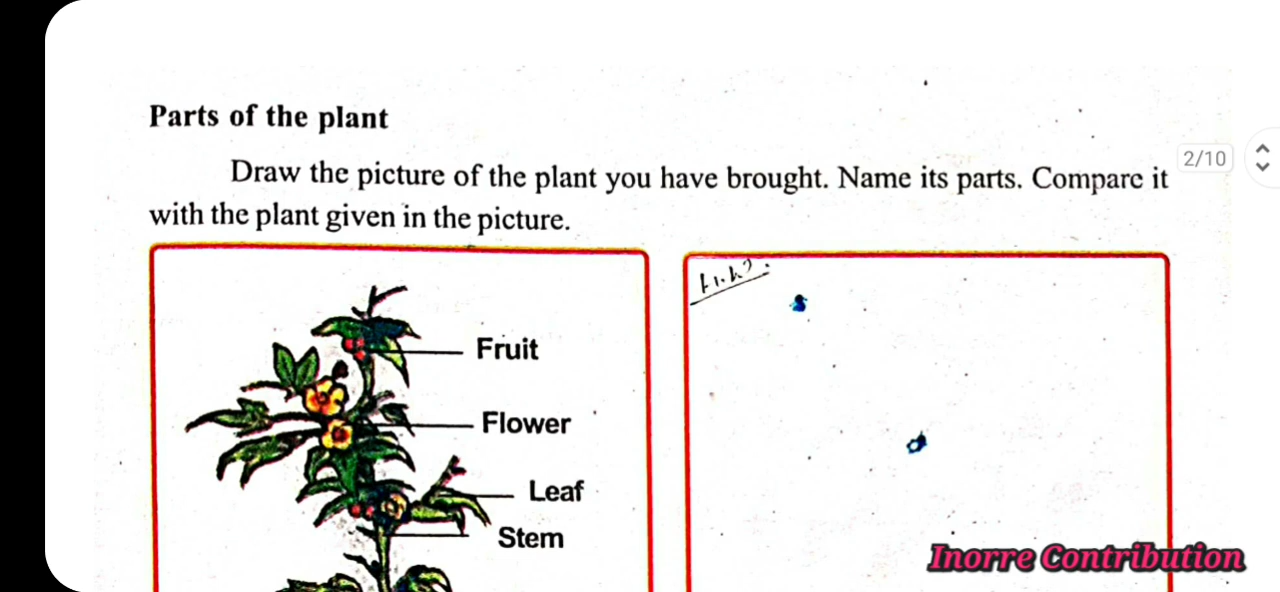 Parts of the plant
2/10
Draw the picture of the plant you have brought. Name its parts. Compare it
with the plant given in the picture.
Fruit
Flower
Leaf
Stem
Inorre Contribution